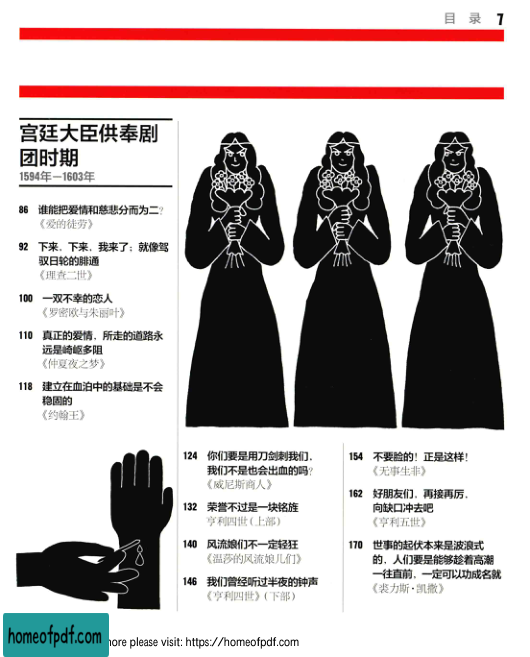 目 录 7
宫廷大臣供奉剧
团时期
1594年—1603年
86 谁能把爱情和慈悲分而为二？
《爱的徒劳》
92 下来，下来，我来了；就像驾
驭日轮的腓通
《理查二世》
100 一双不幸的恋人
《罗密欧与朱丽叶》
110 真正的爱情，所走的道路永
远是崎岖多阻
《仲夏夜之梦》
118 建立在血泊中的基础是不会
稳固的
《约翰王》
124 你们要是用刀剑刺我们，
我们不是也会出血的吗？
《威尼斯商人》
132 荣誉不过是一块铭旌
亨利四世（上部）
140 风流娘们不一定轻狂
《温莎的风流娘儿们》
146 我们曾经听过半夜的钟声
《亨利四世》（下部）
154 不要脸的！正是这样！
《无事生非》
162 好朋友们，再接再厉，
向缺口冲去吧
《亨利五世》
170 世事的起伏本来是波浪式
的，人们要是能够趁着高潮
一往直前，一定可以功成名就
《裘力斯·凯撒》
homeofpdf.com
more please visit: https://homeofpdf.com